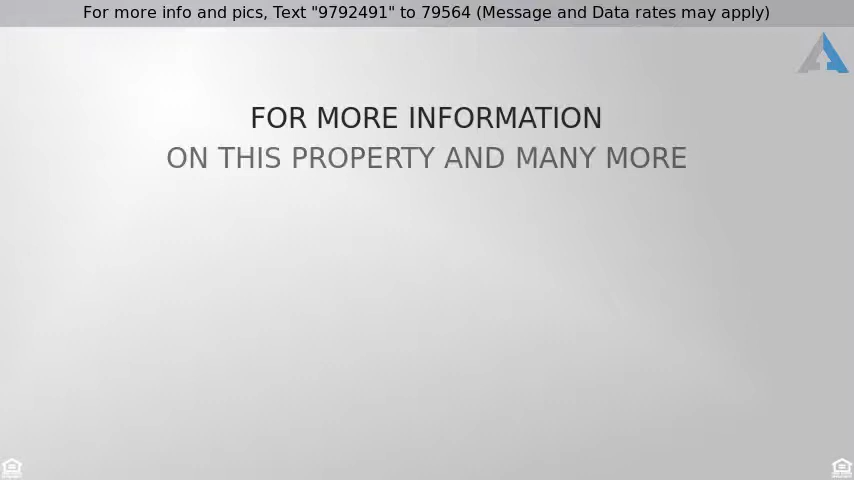 For more info and pics, Text "9792491" to 79564 (Message and Data rates may apply)
FOR MORE INFORMATION
ON THIS PROPERTY AND MANY MORE